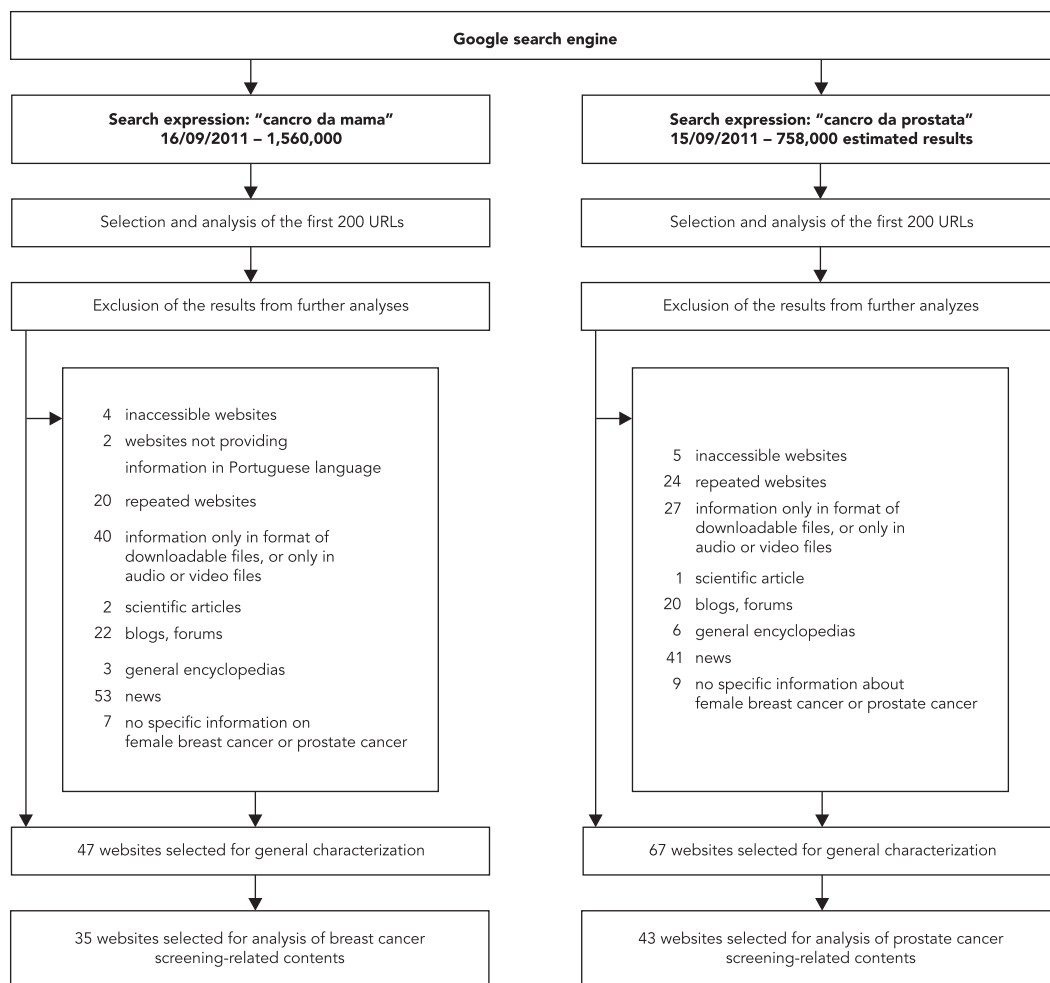 Google search engine
Search expression: “cancro da mama”
16/09/2011 – 1,560,000
Selection and analysis of the first 200 URLs
Exclusion of the results from further analyses
4 inaccessible websites
2 websites not providing
information in Portuguese language
20 repeated websites
40 information only in format of
downloadable files, or only in
audio or video files
2 scientific articles
22 blogs, forums
3 general encyclopedias
53 news
7 no specific information on
female breast cancer or prostate cancer
47 websites selected for general characterization
35 websites selected for analysis of breast cancer
screening-related contents
Search expression: “cancro da prostata”
15/09/2011 – 758,000 estimated results
Selection and analysis of the first 200 URLs
Exclusion of the results from further analyzes
5 inaccessible websites
24 repeated websites
27 information only in format of
downloadable files, or only in
audio or video files
1 scientific article
20 blogs, forums
6 general encyclopedias
41 news
9 no specific information about
female breast cancer or prostate cancer
67 websites selected for general characterization
43 websites selected for analysis of prostate cancer
screening-related contents